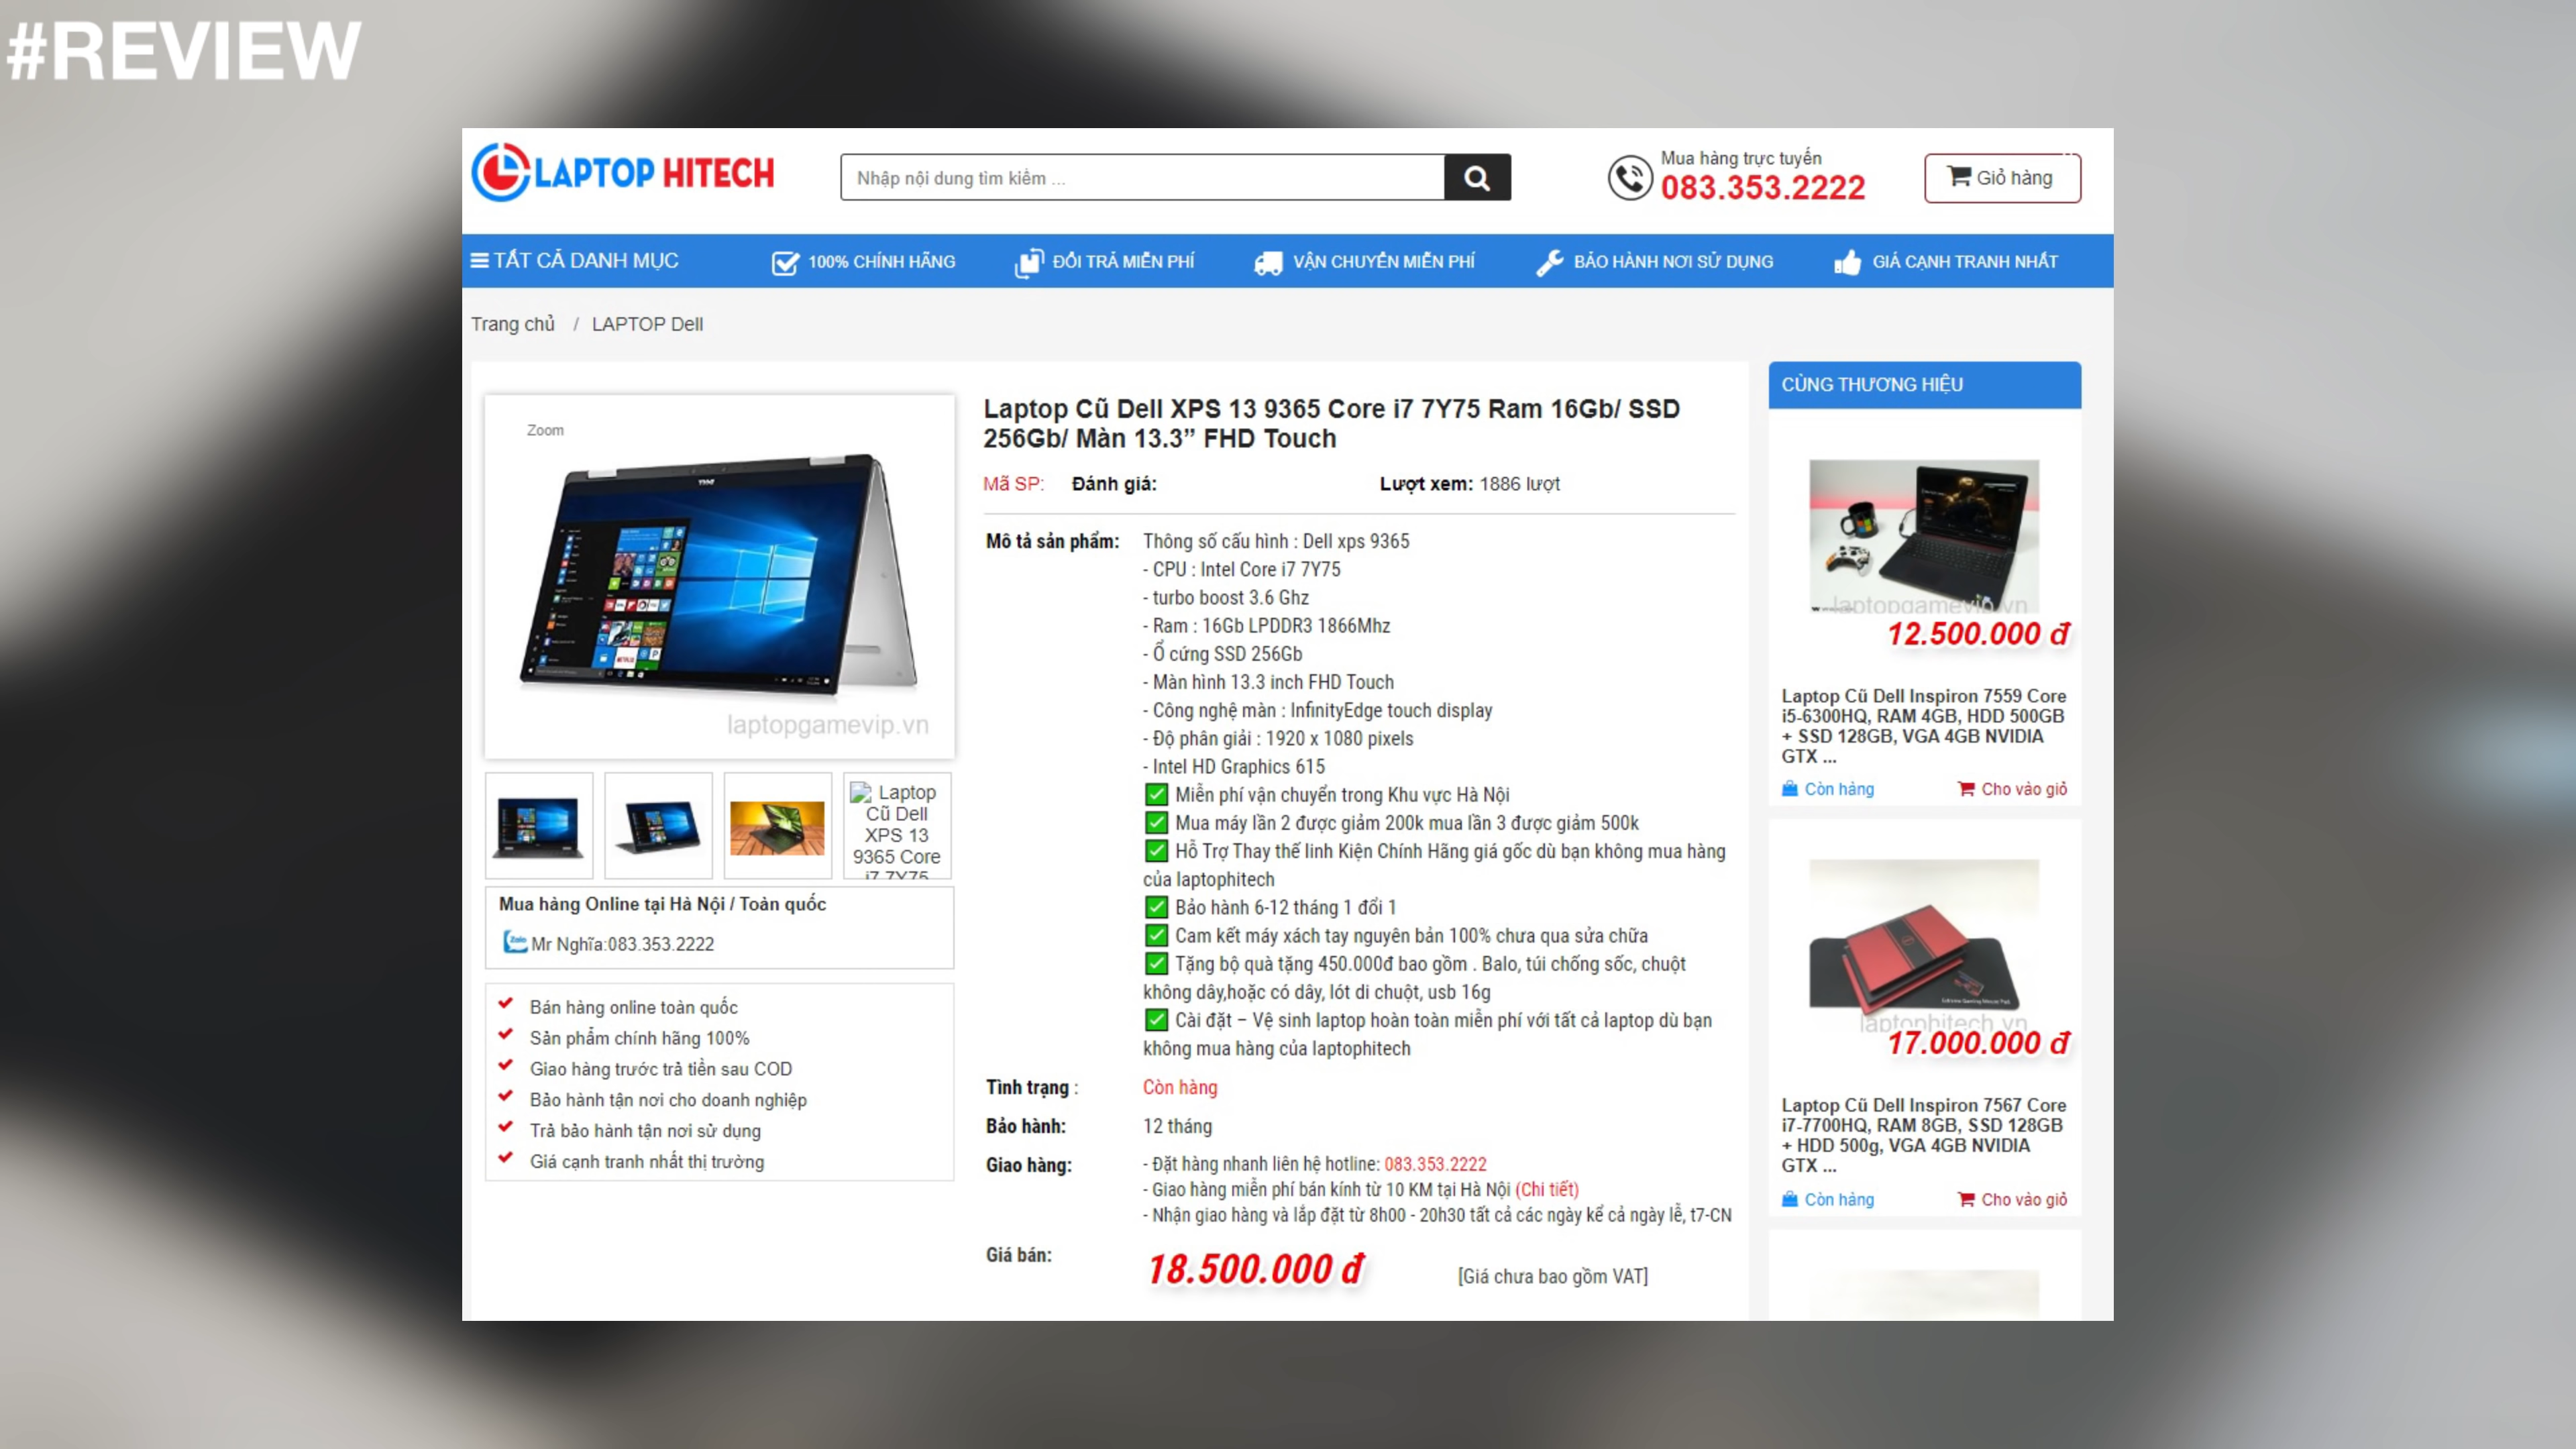 #REVIEW
LAPTOP HITECH
Nhập nội dung tìm kiếm ...
Mua hàng trực tuyến
083.353.2222
Giỏ hàng
TẤT CẢ DANH MỤC
100% CHÍNH HÃNG
ĐỔI TRẢ MIỄN PHÍ
VẬN CHUYỂN MIỄN PHÍ
BẢO HÀNH NƠI SỬ DỤNG
GIÁ CẠNH TRANH NHẤT
Trang chủ / LAPTOP Dell
Zoom
laptopgamevip.vn
Laptop
Cũ Dell
XPS 13
9365 Core
i7 7Y75
Mua hàng Online tại Hà Nội / Toàn quốc
Zalo Mr Nghĩa:083.353.2222
Bán hàng online toàn quốc
Sản phẩm chính hãng 100%
Giao hàng trước trả tiền sau COD
Bảo hành tận nơi cho doanh nghiệp
Trả bảo hành tận nơi sử dụng
Giá cạnh tranh nhất thị trường
Laptop Cũ Dell XPS 13 9365 Core i7 7Y75 Ram 16Gb/ SSD
256Gb/ Màn 13.3” FHD Touch
Mã SP: Đánh giá: Lượt xem: 1886 lượt
Mô tả sản phẩm: Thông số cấu hình : Dell xps 9365
- CPU : Intel Core i7 7Y75
- turbo boost 3.6 Ghz
- Ram : 16Gb LPDDR3 1866Mhz
- Ổ cứng SSD 256Gb
- Màn hình 13.3 inch FHD Touch
- Công nghệ màn : InfinityEdge touch display
- Độ phân giải : 1920 x 1080 pixels
- Intel HD Graphics 615
✅ Miễn phí vận chuyển trong Khu vực Hà Nội
✅ Mua máy lần 2 được giảm 200k mua lần 3 được giảm 500k
✅ Hỗ Trợ Thay thế linh Kiện Chính Hãng giá gốc dù bạn không mua hàng
của laptophitech
✅ Bảo hành 6-12 tháng 1 đổi 1
✅ Cam kết máy xách tay nguyên bản 100% chưa qua sửa chữa
✅ Tặng bộ quà tặng 450.000đ bao gồm . Balo, túi chống sốc, chuột
không dây,hoặc có dây, lót di chuột, usb 16g
✅ Cài đặt – Vệ sinh laptop hoàn toàn miễn phí với tất cả laptop dù bạn
không mua hàng của laptophitech
Tình trạng : Còn hàng
Bảo hành: 12 tháng
Giao hàng: - Đặt hàng nhanh liên hệ hotline: 083.353.2222
- Giao hàng miễn phí bán kính từ 10 KM tại Hà Nội (Chi tiết)
- Nhận giao hàng và lắp đặt từ 8h00 - 20h30 tất cả các ngày kể cả ngày lễ, t7-CN
Giá bán: 18.500.000 đ [Giá chưa bao gồm VAT]
CÙNG THƯƠNG HIỆU
laptopgamevip.vn
12.500.000 đ
Laptop Cũ Dell Inspiron 7559 Core
i5-6300HQ, RAM 4GB, HDD 500GB
+ SSD 128GB, VGA 4GB NVIDIA
GTX ...
Còn hàng Cho vào giỏ
laptophitech.vn
17.000.000 đ
Laptop Cũ Dell Inspiron 7567 Core
i7-7700HQ, RAM 8GB, SSD 128GB
+ HDD 500g, VGA 4GB NVIDIA
GTX ...
Còn hàng Cho vào giỏ